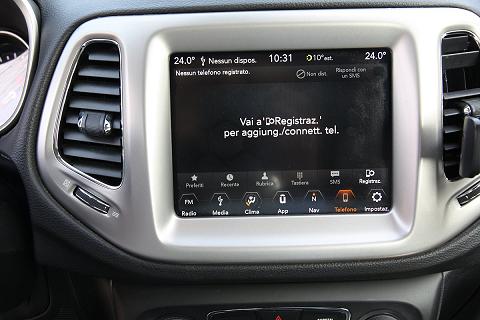 24.0° Nessun dispos. 10:31 10° est. 24.0°
Nessun telefono registrato. Non dist. Rispondi con
un SMS
Vai a 'Registraz.'
per aggiung./connett. tel.
Preferiti Recente Rubrica Tastiera SMS Registraz.
FM N
Radio Media Clima App Nav Telefono Impostaz.